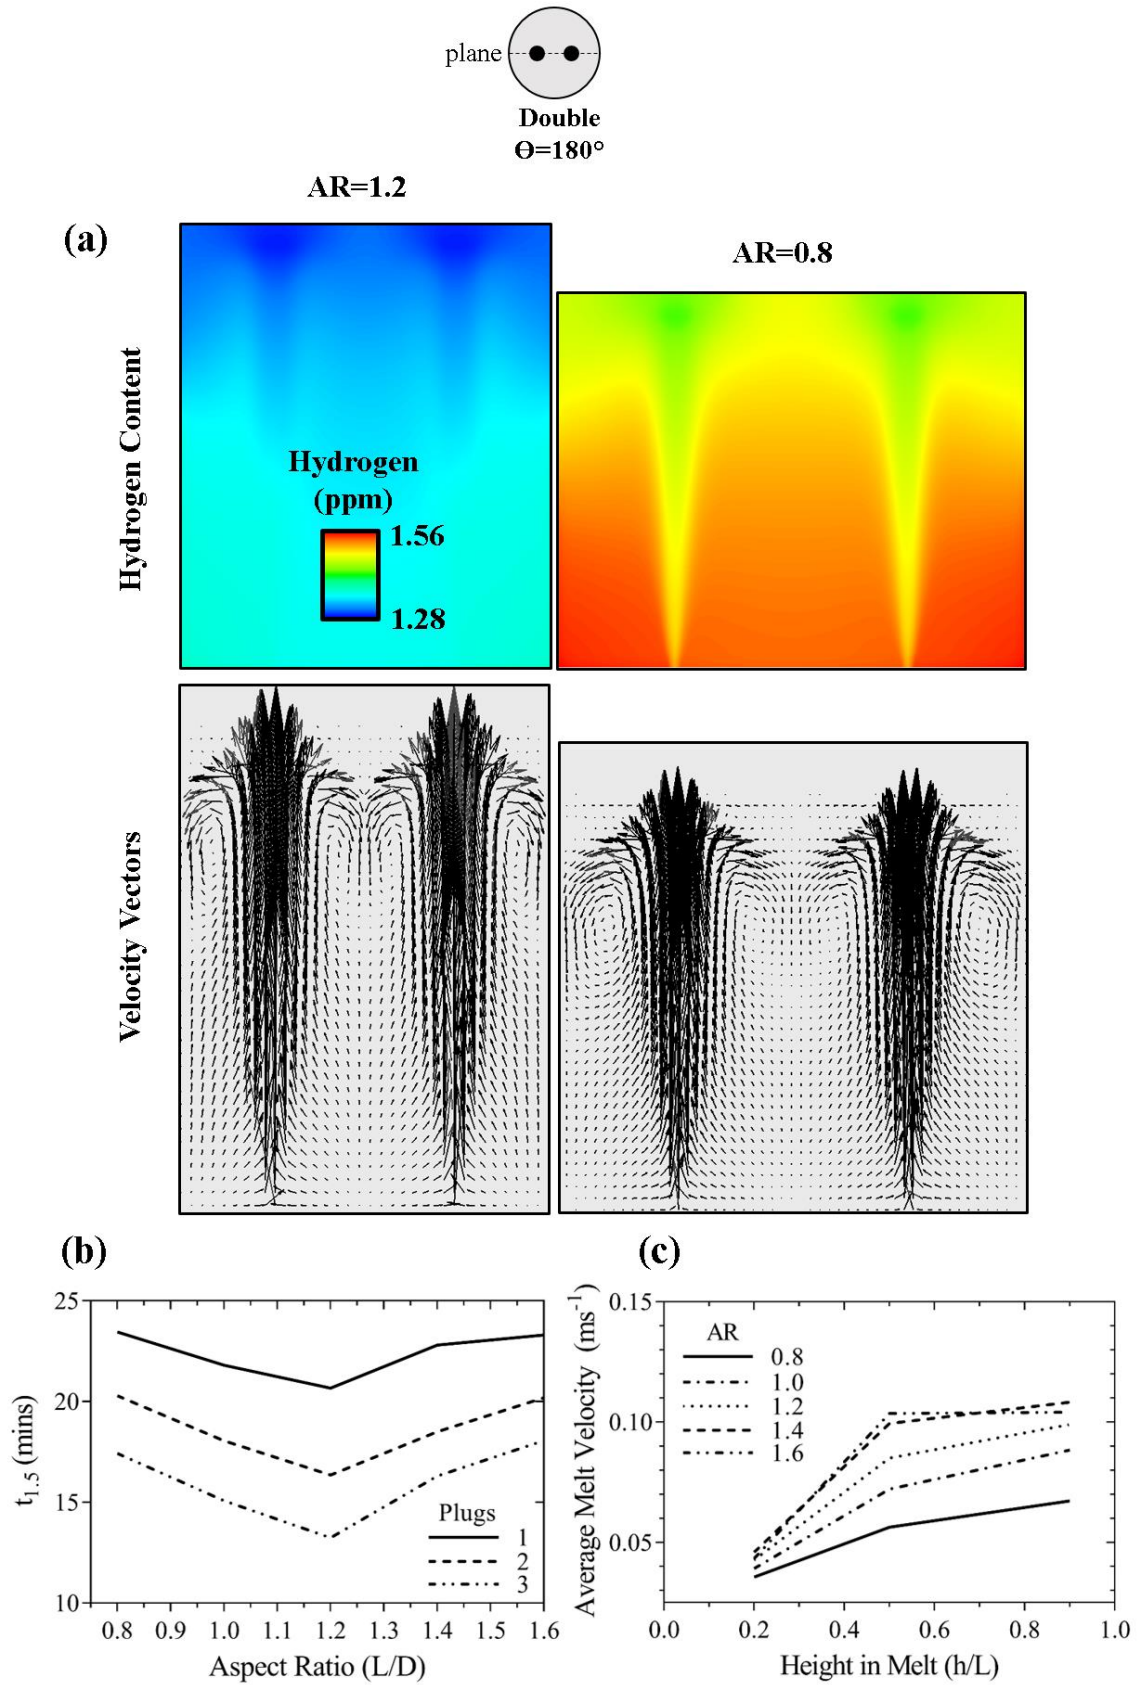 plane
Double
Ɵ=180°
AR=1.2
(a)
AR=0.8
Hydrogen Content
Hydrogen
(ppm)
1.56
1.28
Velocity Vectors
(b)
25
20
15
10
t1.5 (mins)
Plugs
1
2
3
0.8 0.9 1.0 1.1 1.2 1.3 1.4 1.5 1.6
Aspect Ratio (L/D)
(c)
0.15
0.10
0.05
Average Melt Velocity (ms-1)
AR
0.8
1.0
1.2
1.4
1.6
0.0 0.2 0.4 0.6 0.8 1.0
Height in Melt (h/L)